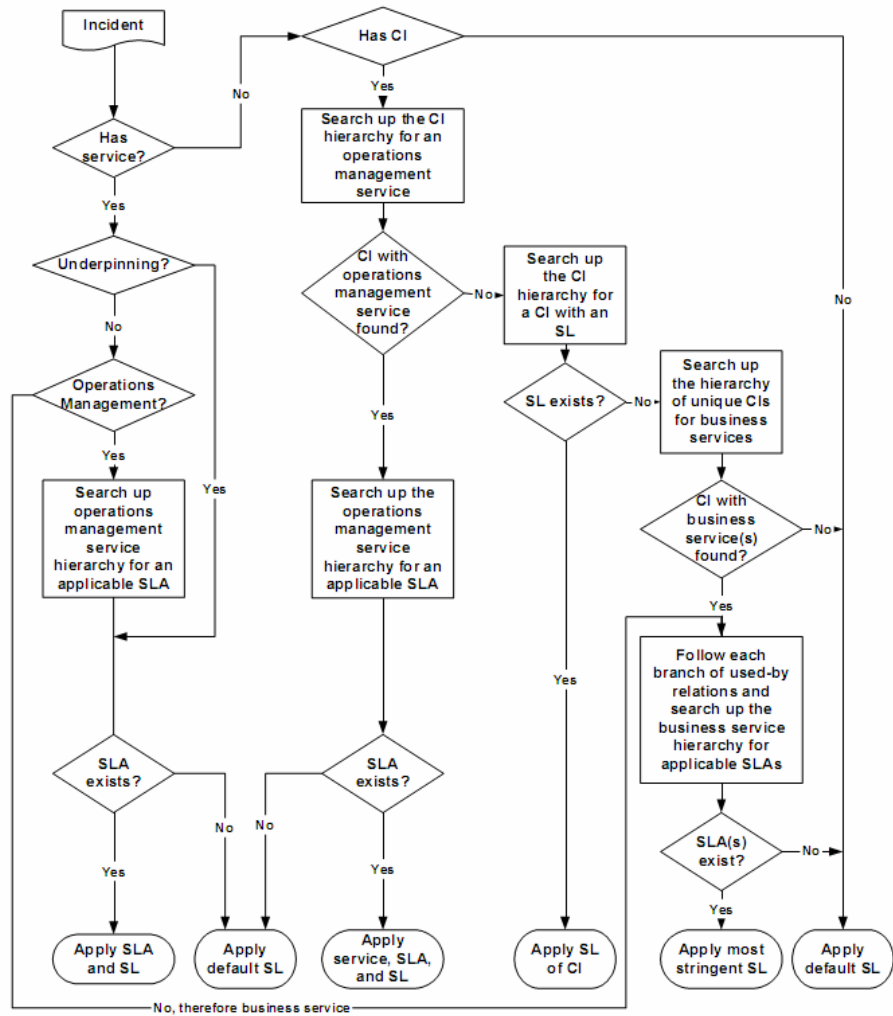 Incident
Has CI
No
Yes
Has
service?
Search up the CI
hierarchy for an
operations
management
service
Yes
Underpinning?
CI with
operations
management
service
found?
No
Search up
the CI
hierarchy for
a CI with an
SL
No
No
Operations
Management?
Yes
SL exists?
No
Search up
the hierarchy
of unique CIs
for business
services
Yes
Yes
Search up
operations
management
service
hierarchy for an
applicable SLA
Search up the
operations
management
service
hierarchy for an
applicable SLA
CI with
business
service(s)
found?
No
Yes
Yes
Follow each
branch of used-by
relations and
search up the
business service
hierarchy for
applicable SLAs
SLA
exists?
SLA
exists?
No
No
SLA(s)
exist?
No
Yes
Yes
Yes
Apply SLA
and SL
Apply
default SL
Apply
service, SLA,
and SL
Apply SL
of CI
Apply most
stringent SL
Apply
default SL
No, therefore business service